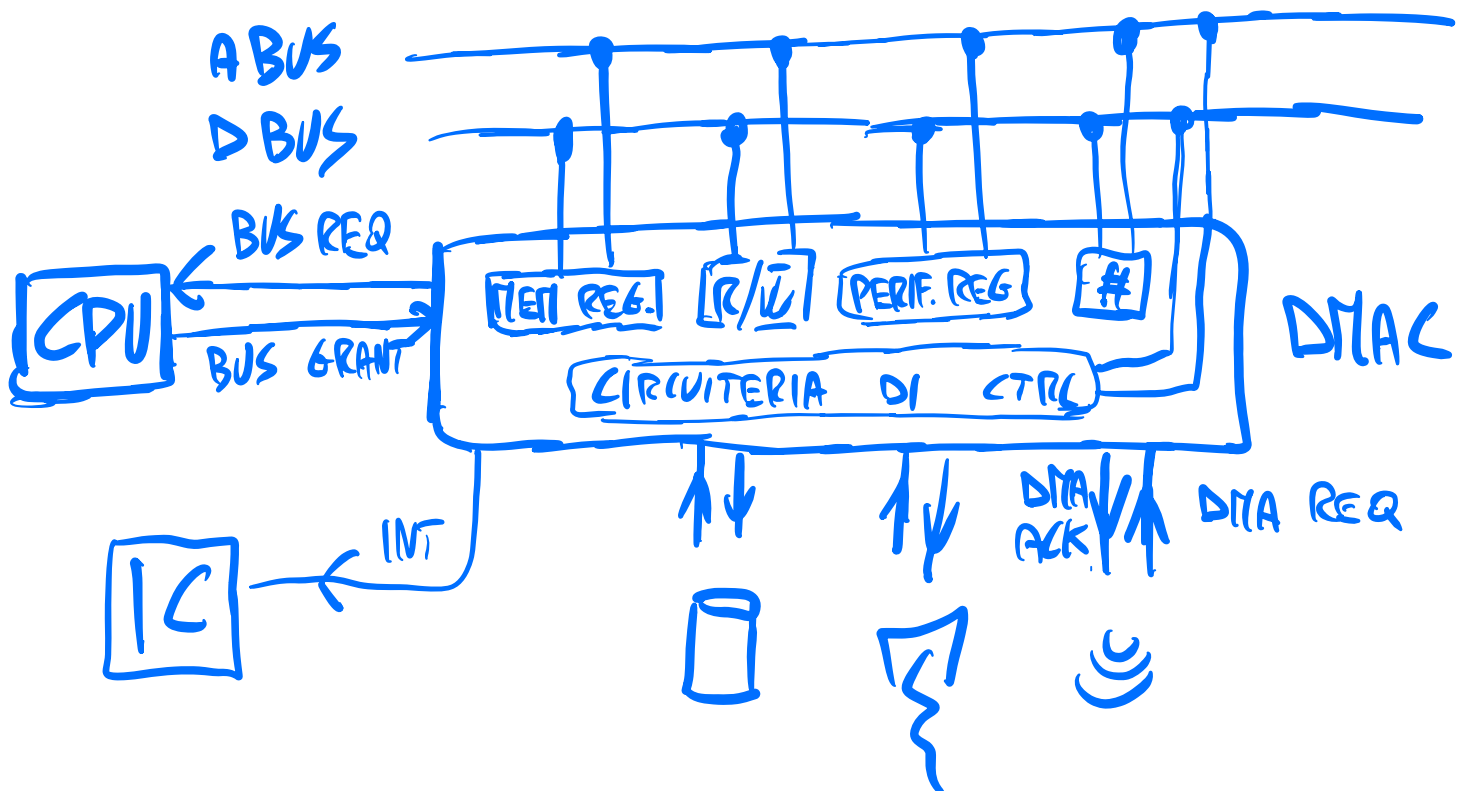 A BUS
D BUS
BUS REQ
CPU
BUS GRANT
MEM REG.
R/W̅
PERIF. REG
#
DMAC
CIRCUITERIA DI CTRL
INT
IC
DMA ACK
DMA REQ